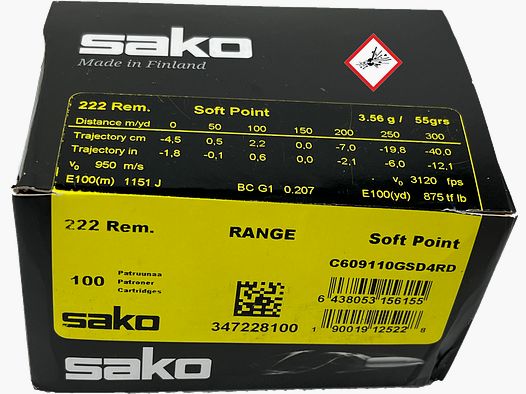 sako
Made in Finland
222 Rem. Soft Point 3.56 g / 55grs
Distance m/yd 0 50 100 150 200 250 300
Trajectory cm -4,5 0,5 2,2 0,0 -7,0 -19,8 -40,0
Trajectory in -1,8 -0,1 0,6 0,0 -2,1 -6,0 -12,1
v₀ 950 m/s v₀ 3120 fps
E100(m) 1151 J BC G1 0.207 E100(yd) 875 tf lb
222 Rem. RANGE Soft Point
C609110GSD4RD
100 Patruunaa
Patroner
Cartridges
6 438053 156155
sako 347228100 1 90019 12522 8
sako